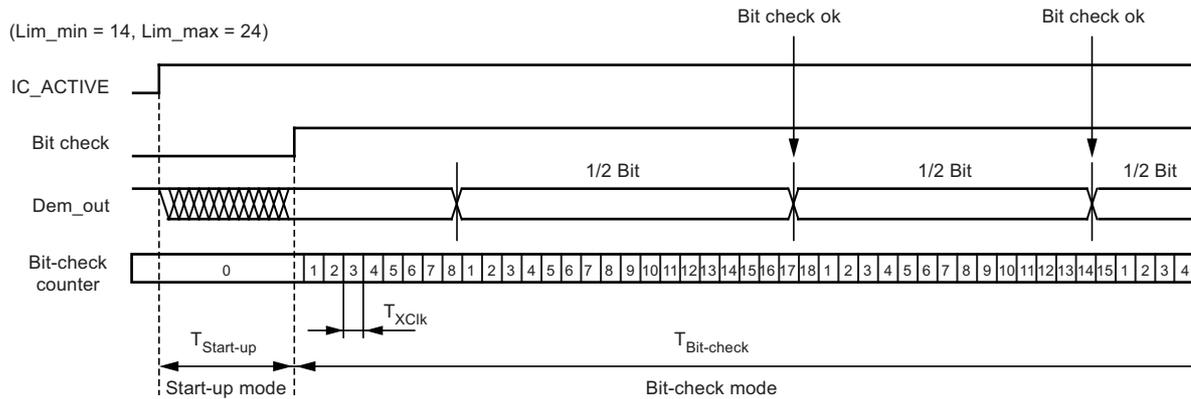 Bit check ok Bit check ok
(Lim_min = 14, Lim_max = 24)
IC_ACTIVE
Bit check
1/2 Bit 1/2 Bit 1/2 Bit
Dem_out
Bit-check
counter
0 1 2 3 4 5 6 7 8 1 2 3 4 5 6 7 8 9 10 11 12 13 14 15 16 17 18 1 2 3 4 5 6 7 8 9 10 11 12 13 14 15 1 2 3 4
TXClk
TStart-up TBit-check
Start-up mode Bit-check mode